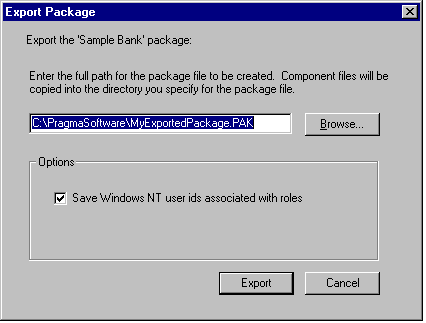 Export Package
Export the 'Sample Bank' package:
Enter the full path for the package file to be created. Component files will be
copied into the directory you specify for the package file.
C:\PragmaSoftware\MyExportedPackage.PAK
Browse...
Options
Save Windows NT user ids associated with roles
Export
Cancel